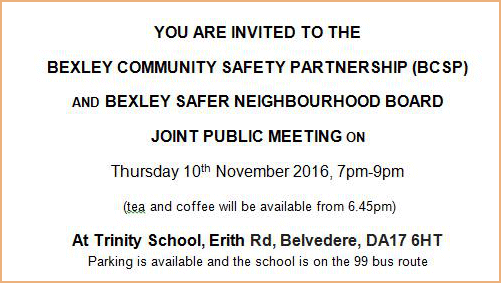 YOU ARE INVITED TO THE
BEXLEY COMMUNITY SAFETY PARTNERSHIP (BCSP)
AND BEXLEY SAFER NEIGHBOURHOOD BOARD
JOINT PUBLIC MEETING ON
Thursday 10th November 2016, 7pm-9pm
(tea and coffee will be available from 6.45pm)
At Trinity School, Erith Rd, Belvedere, DA17 6HT
Parking is available and the school is on the 99 bus route